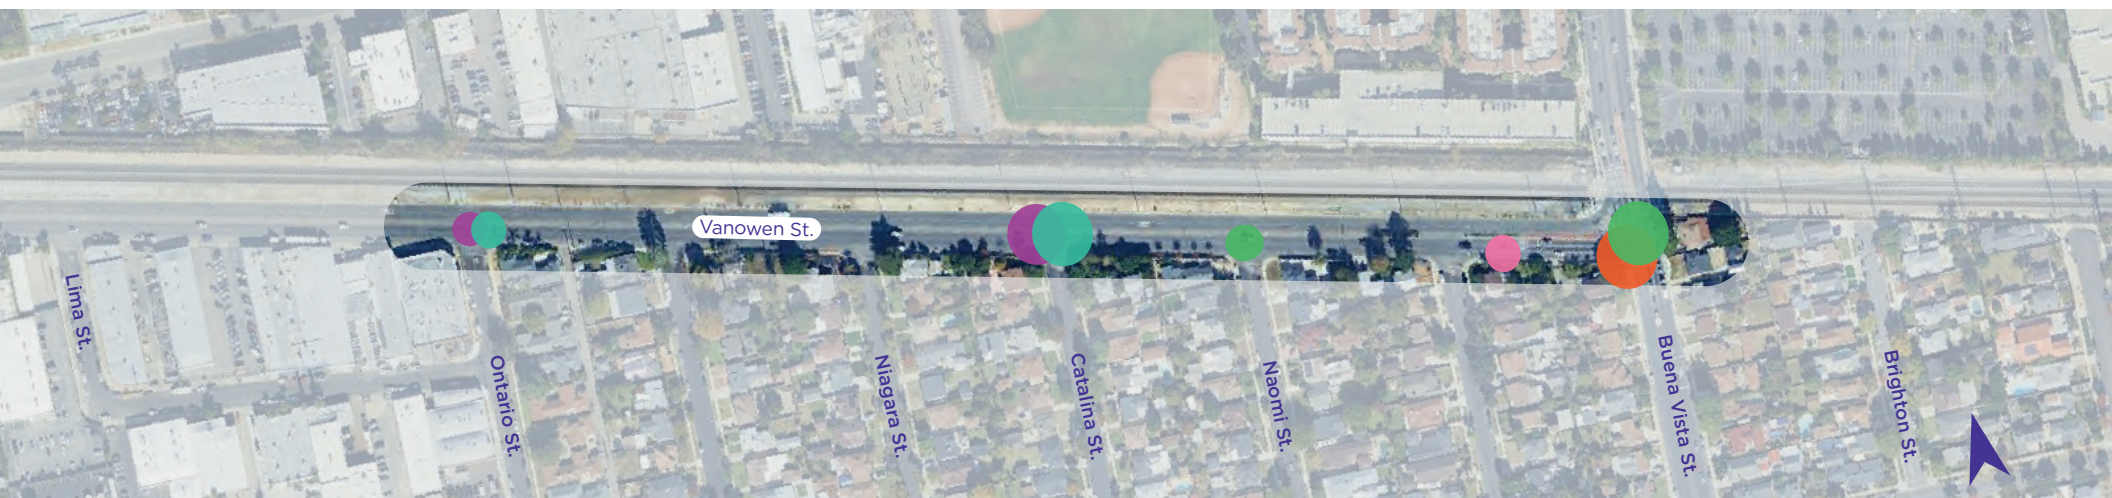 Vanowen St.
Lima St.
Ontario St.
Niagara St.
Catalina St.
Naomi St.
Buena Vista St.
Brighton St.